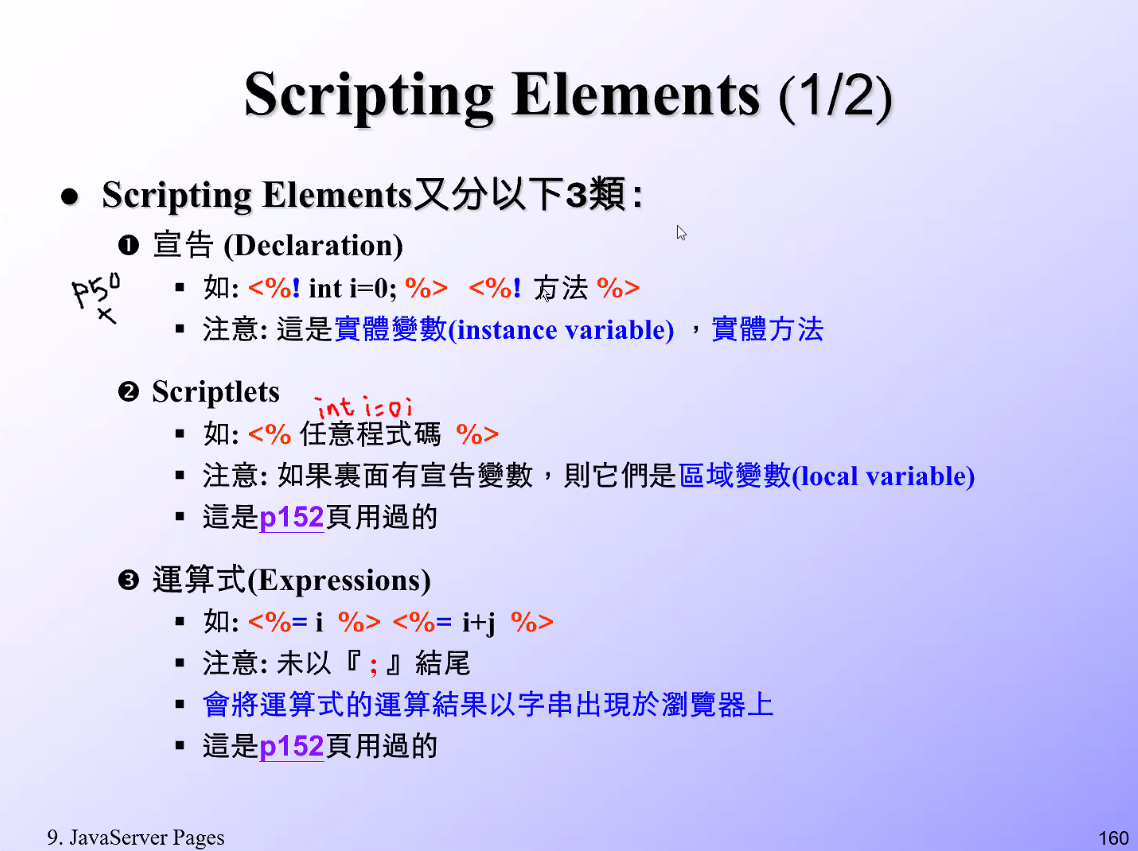 Scripting Elements (1/2)
● Scripting Elements又分以下3類:
❶ 宣告 (Declaration)
▪ 如: <%! int i=0; %> <%! 方法 %>
P50
x
▪ 注意: 這是實體變數(instance variable) ，實體方法
❷ Scriptlets
int i=0;
▪ 如: <% 任意程式碼 %>
▪ 注意: 如果裏面有宣告變數，則它們是區域變數(local variable)
▪ 這是p152頁用過的
❸ 運算式(Expressions)
▪ 如: <%= i %> <%= i+j %>
▪ 注意: 未以『 ; 』結尾
▪ 會將運算式的運算結果以字串出現於瀏覽器上
▪ 這是p152頁用過的
9. JavaServer Pages
160